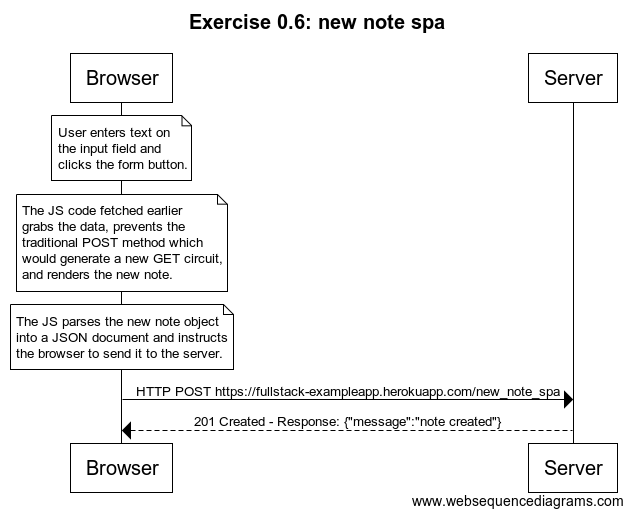 Exercise 0.6: new note spa
Browser
Server
User enters text on
the input field and
clicks the form button.
The JS code fetched earlier
grabs the data, prevents the
traditional POST method which
would generate a new GET circuit,
and renders the new note.
The JS parses the new note object
into a JSON document and instructs
the browser to send it to the server.
HTTP POST https://fullstack-exampleapp.herokuapp.com/new_note_spa
201 Created - Response: {"message":"note created"}
Browser
Server
www.websequencediagrams.com